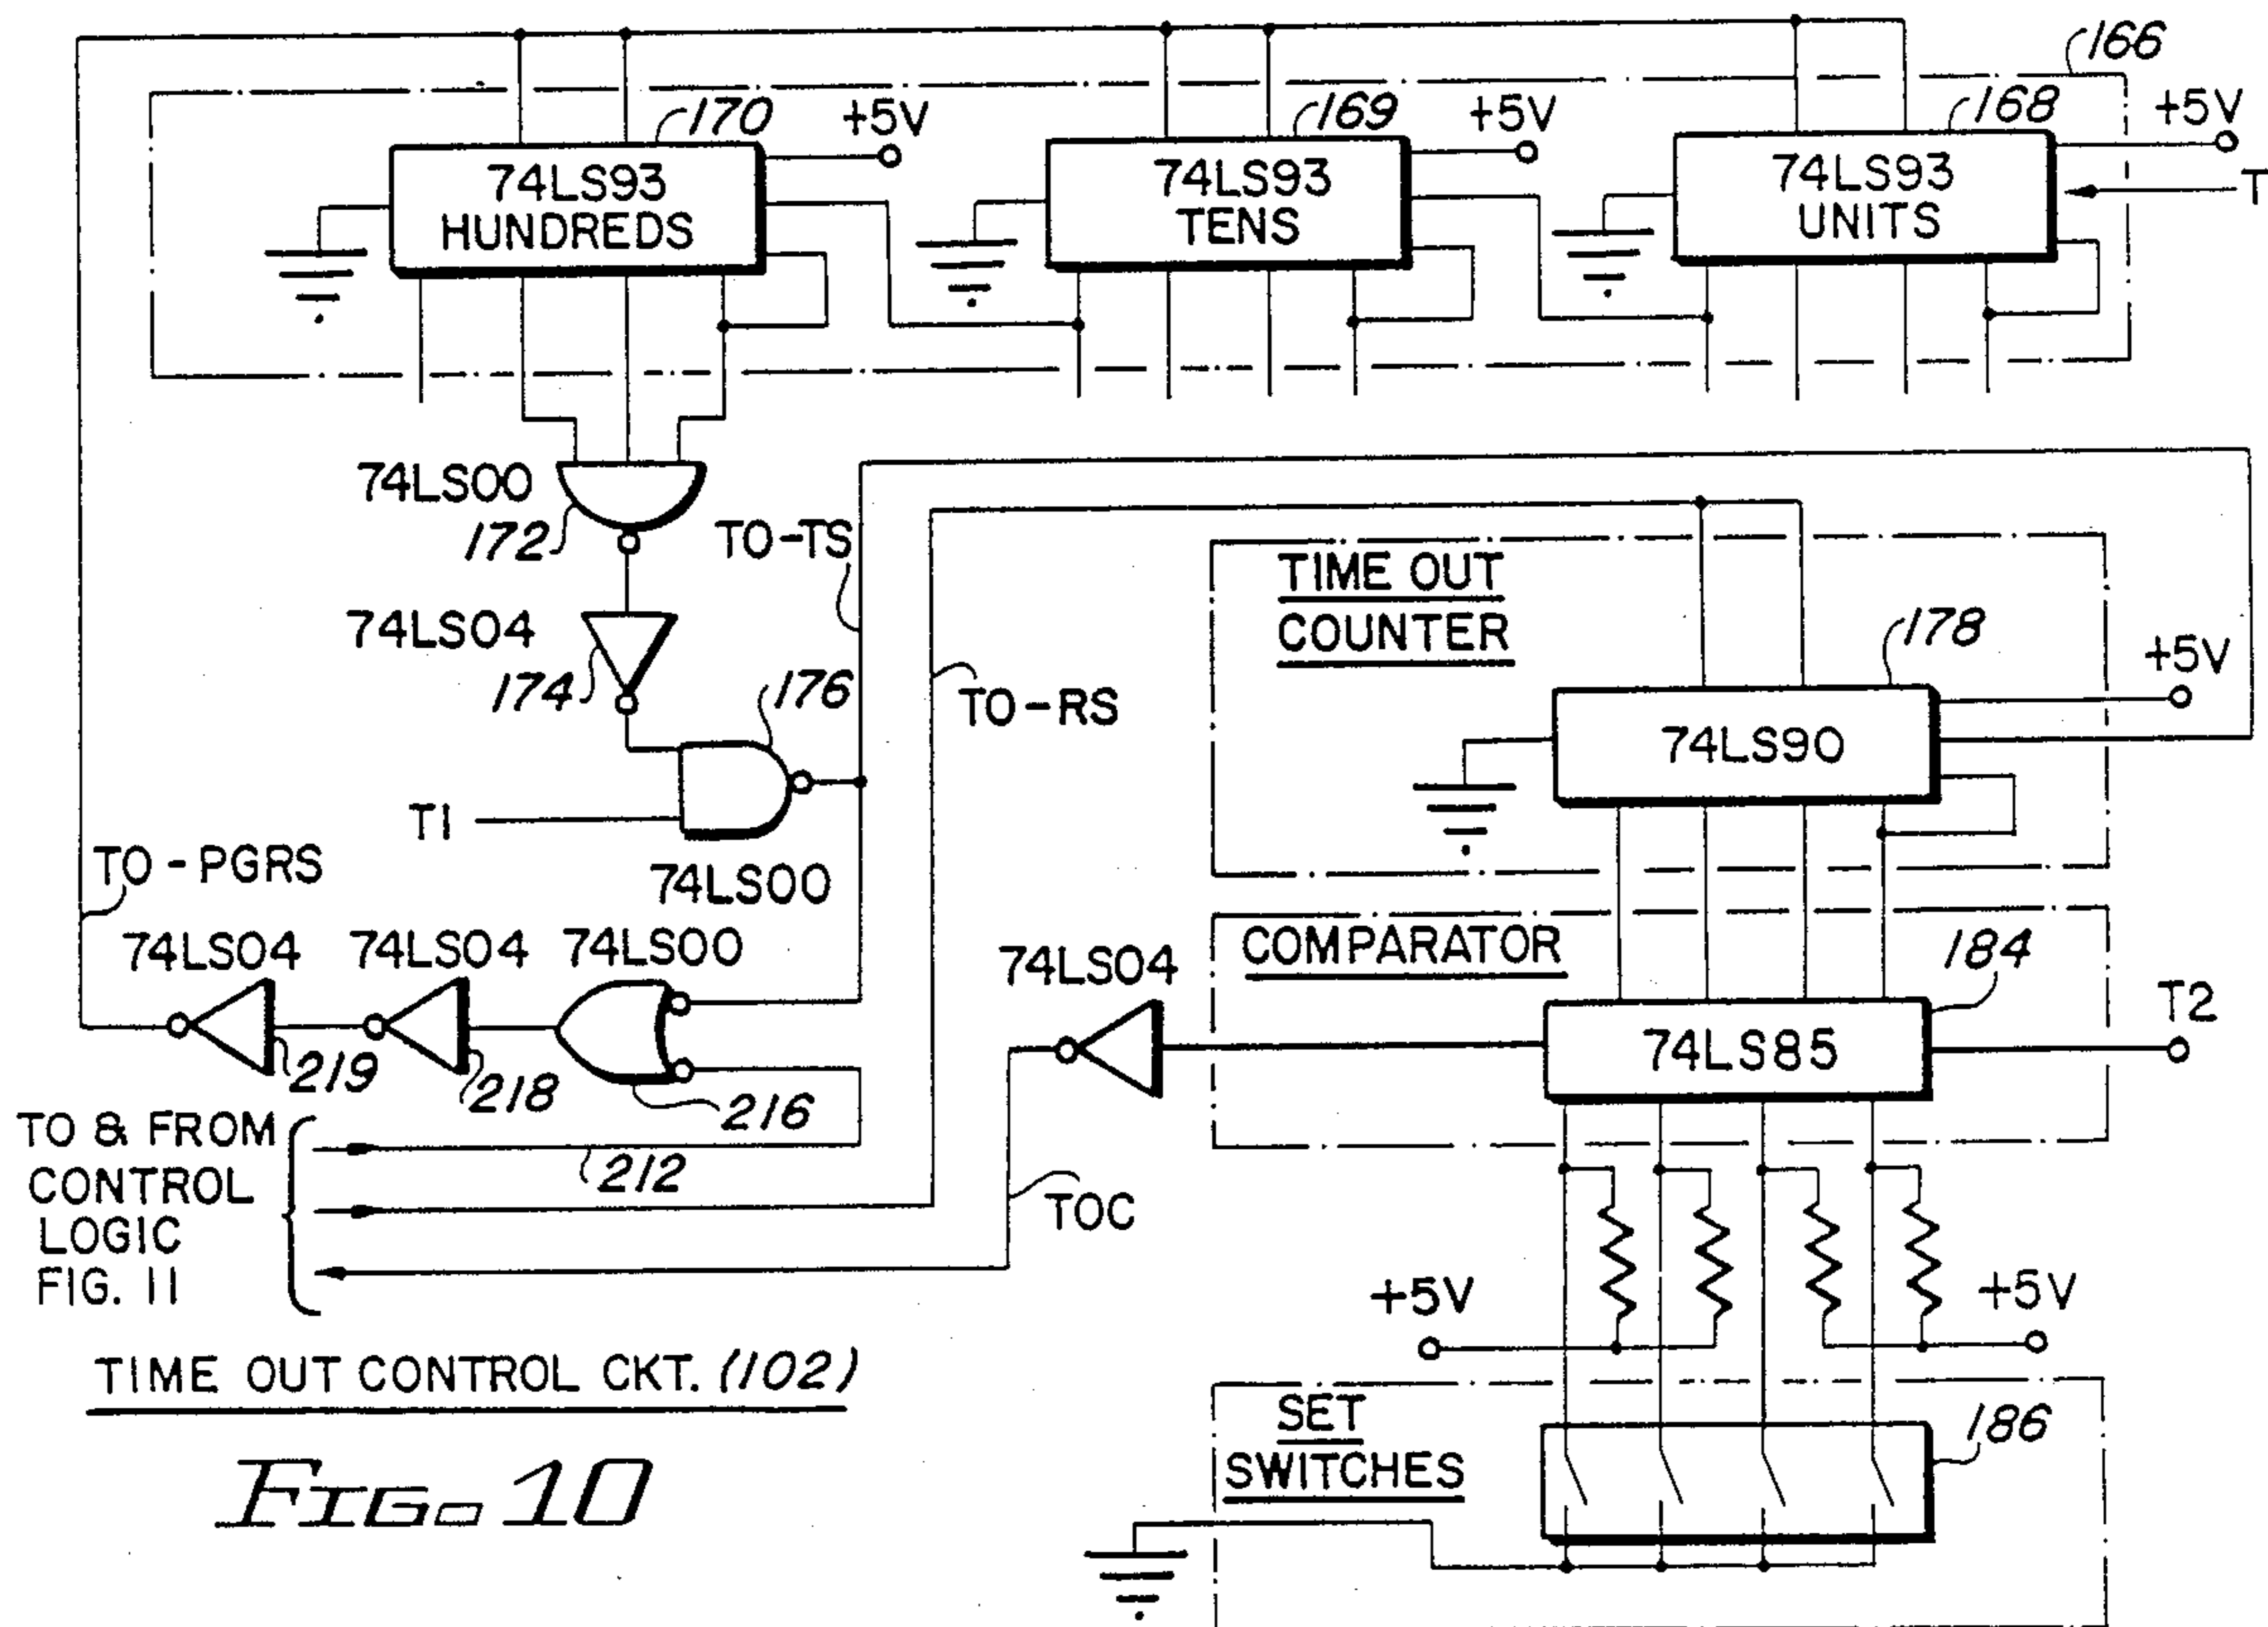 166
170
+5V
169
+5V
168
+5V
74LS93
HUNDREDS
74LS93
TENS
74LS93
UNITS
T
74LS00
172
TO-TS
TIME OUT
COUNTER
178
+5V
74LS04
174
176
TO-RS
74LS90
T1
74LS00
TO-PGRS
74LS04
74LS04
74LS00
74LS04
COMPARATOR
184
T2
74LS85
219
218
216
TO & FROM
CONTROL
LOGIC
FIG. 11
212
TOC
+5V
+5V
TIME OUT CONTROL CKT. (102)
SET
SWITCHES
186
FIG. 10